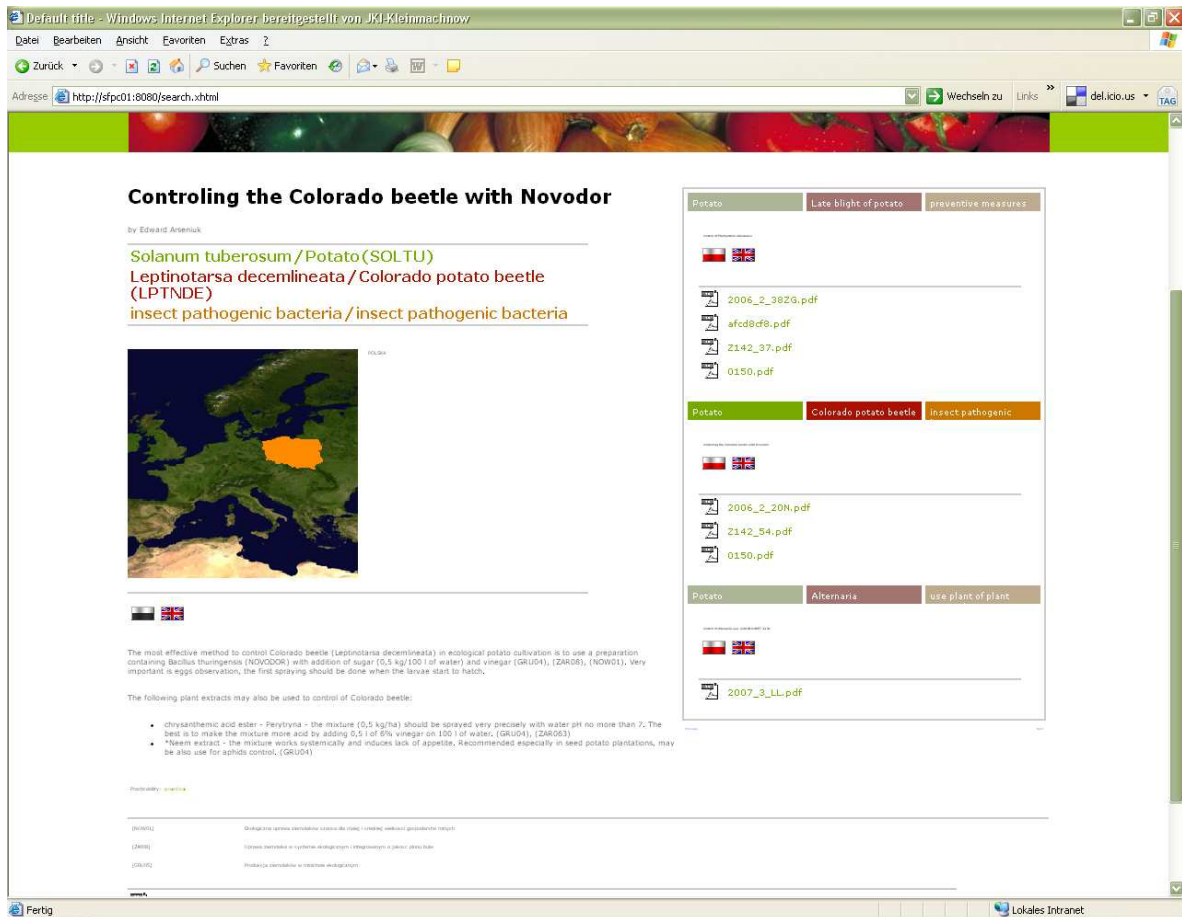 Default title - Windows Internet Explorer bereitgestellt von JKI-Kleinmachnow
Datei Bearbeiten Ansicht Favoriten Extras ?
Zurück Suchen Favoriten
Adresse http://sfpc01:8080/search.xhtml Wechseln zu Links » del.icio.us TAG
Controling the Colorado beetle with Novodor
by Edward Arseniuk
Solanum tuberosum/Potato(SOLTU)
Leptinotarsa decemlineata/Colorado potato beetle
(LPTNDE)
insect pathogenic bacteria/insect pathogenic bacteria
POLSKA
The most effective method to control Colorado beetle (Leptinotarsa decemlineata) in ecological potato cultivation is to use a preparation
containing Bacillus thuringensis (NOVODOR) with addition of sugar (0,5 kg/100 l of water) and vinegar (GRU04), (ZAR08), (NOW01), Very
important is eggs observation, the first spraying should be done when the larvae start to hatch.
The following plant extracts may also be used to control of Colorado beetle:
chrysanthemic acid ester - Perytryna - the mixture (0,5 kg/ha) should be sprayed very precisely with water pH no more than 7. The
best is to make the mixture more acid by adding 0,5 l of 6% vinegar on 100 l of water. (GRU04), (ZAR063)
*Neem extract - the mixture works systemically and induces lack of appetite. Recommended especially in seed potato plantations, may
be also use for aphids control. (GRU04)
Practicability:
[NOW01]
[ZAR08]
[GRU05] Produkcja ziemniaków w rolnictwie ekologicznym
Potato Late blight of potato preventive measures
2006_2_38ZG.pdf
afcd8cf8.pdf
Z142_37.pdf
0150.pdf
Potato Colorado potato beetle insect pathogenic
2006_2_20N.pdf
Z142_54.pdf
0150.pdf
Potato Alternaria use plant of plant
2007_3_LL.pdf
Fertig Lokales Intranet